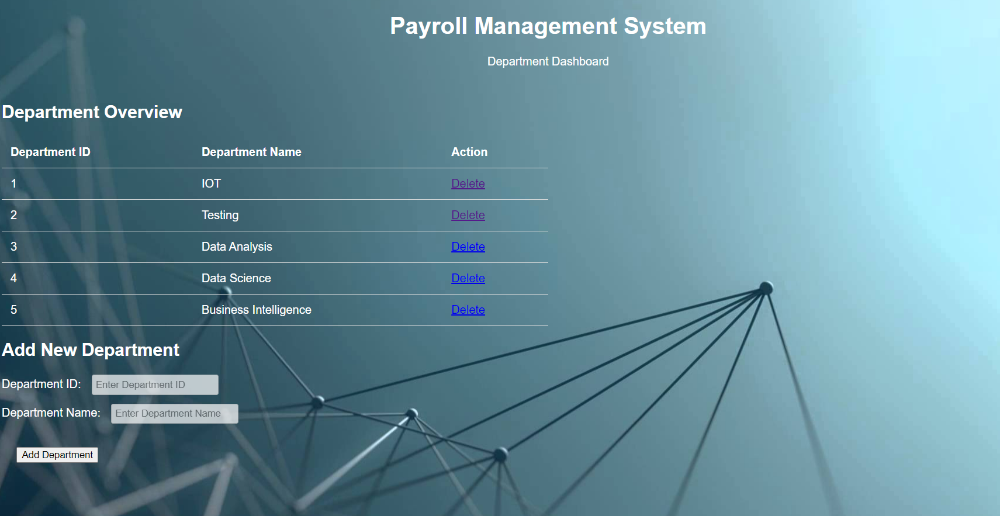 Payroll Management System
Department Dashboard
Department Overview
Department ID Department Name Action
1 IOT Delete
2 Testing Delete
3 Data Analysis Delete
4 Data Science Delete
5 Business Intelligence Delete
Add New Department
Department ID: Enter Department ID
Department Name: Enter Department Name
Add Department